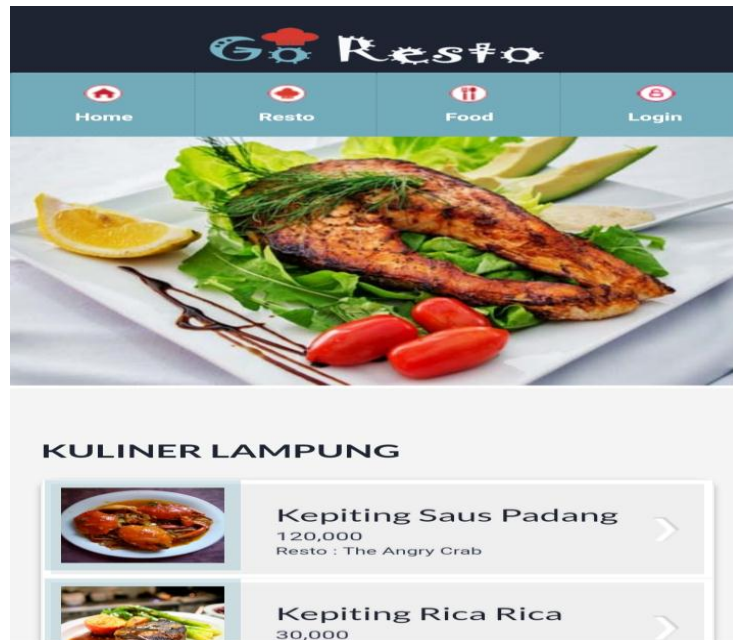 Go Resto
Home
Resto
Food
Login
KULINER LAMPUNG
Kepiting Saus Padang
120,000
Resto : The Angry Crab
Kepiting Rica Rica
30,000